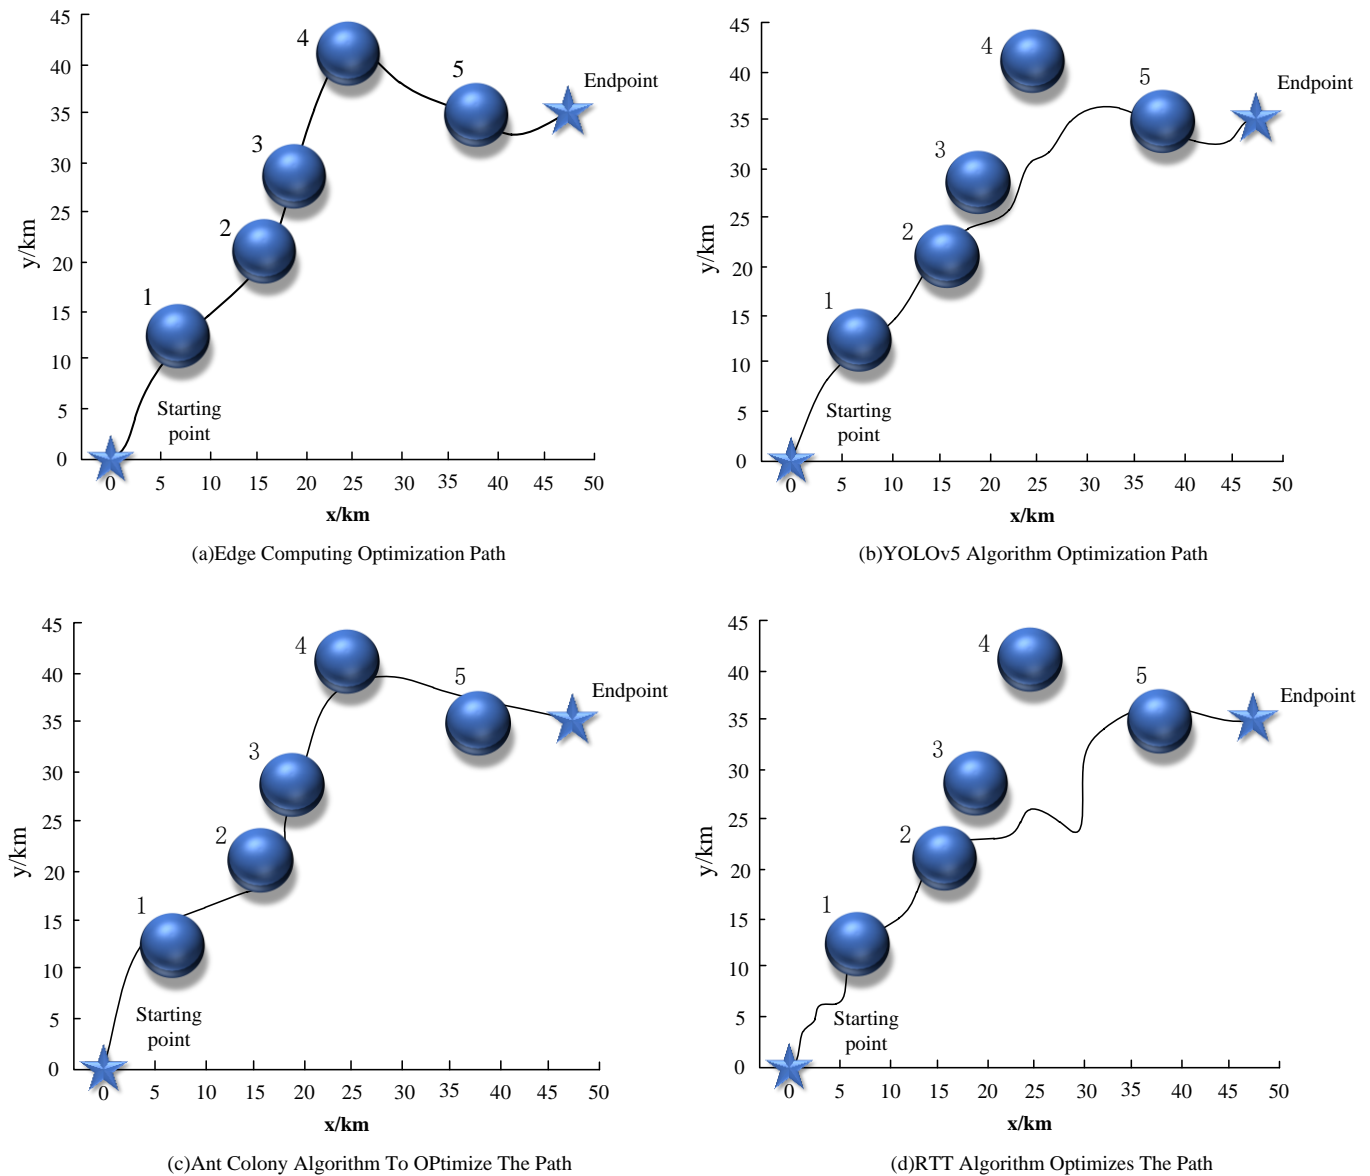 45
40
35
30
25
20
15
10
5
0
y/km
4
5
3
2
1
Endpoint
Starting
point
0 5 10 15 20 25 30 35 40 45 50
x/km
(a)Edge Computing Optimization Path
45
40
35
30
25
20
15
10
5
0
y/km
4
5
3
2
1
Endpoint
Starting
point
0 5 10 15 20 25 30 35 40 45 50
x/km
(b)YOLOv5 Algorithm Optimization Path
45
40
35
30
25
20
15
10
5
0
y/km
4
5
3
2
1
Endpoint
Starting
point
0 5 10 15 20 25 30 35 40 45 50
x/km
(c)Ant Colony Algorithm To OPtimize The Path
45
40
35
30
25
20
15
10
5
0
y/km
4
5
3
2
1
Endpoint
Starting
point
0 5 10 15 20 25 30 35 40 45 50
x/km
(d)RTT Algorithm Optimizes The Path